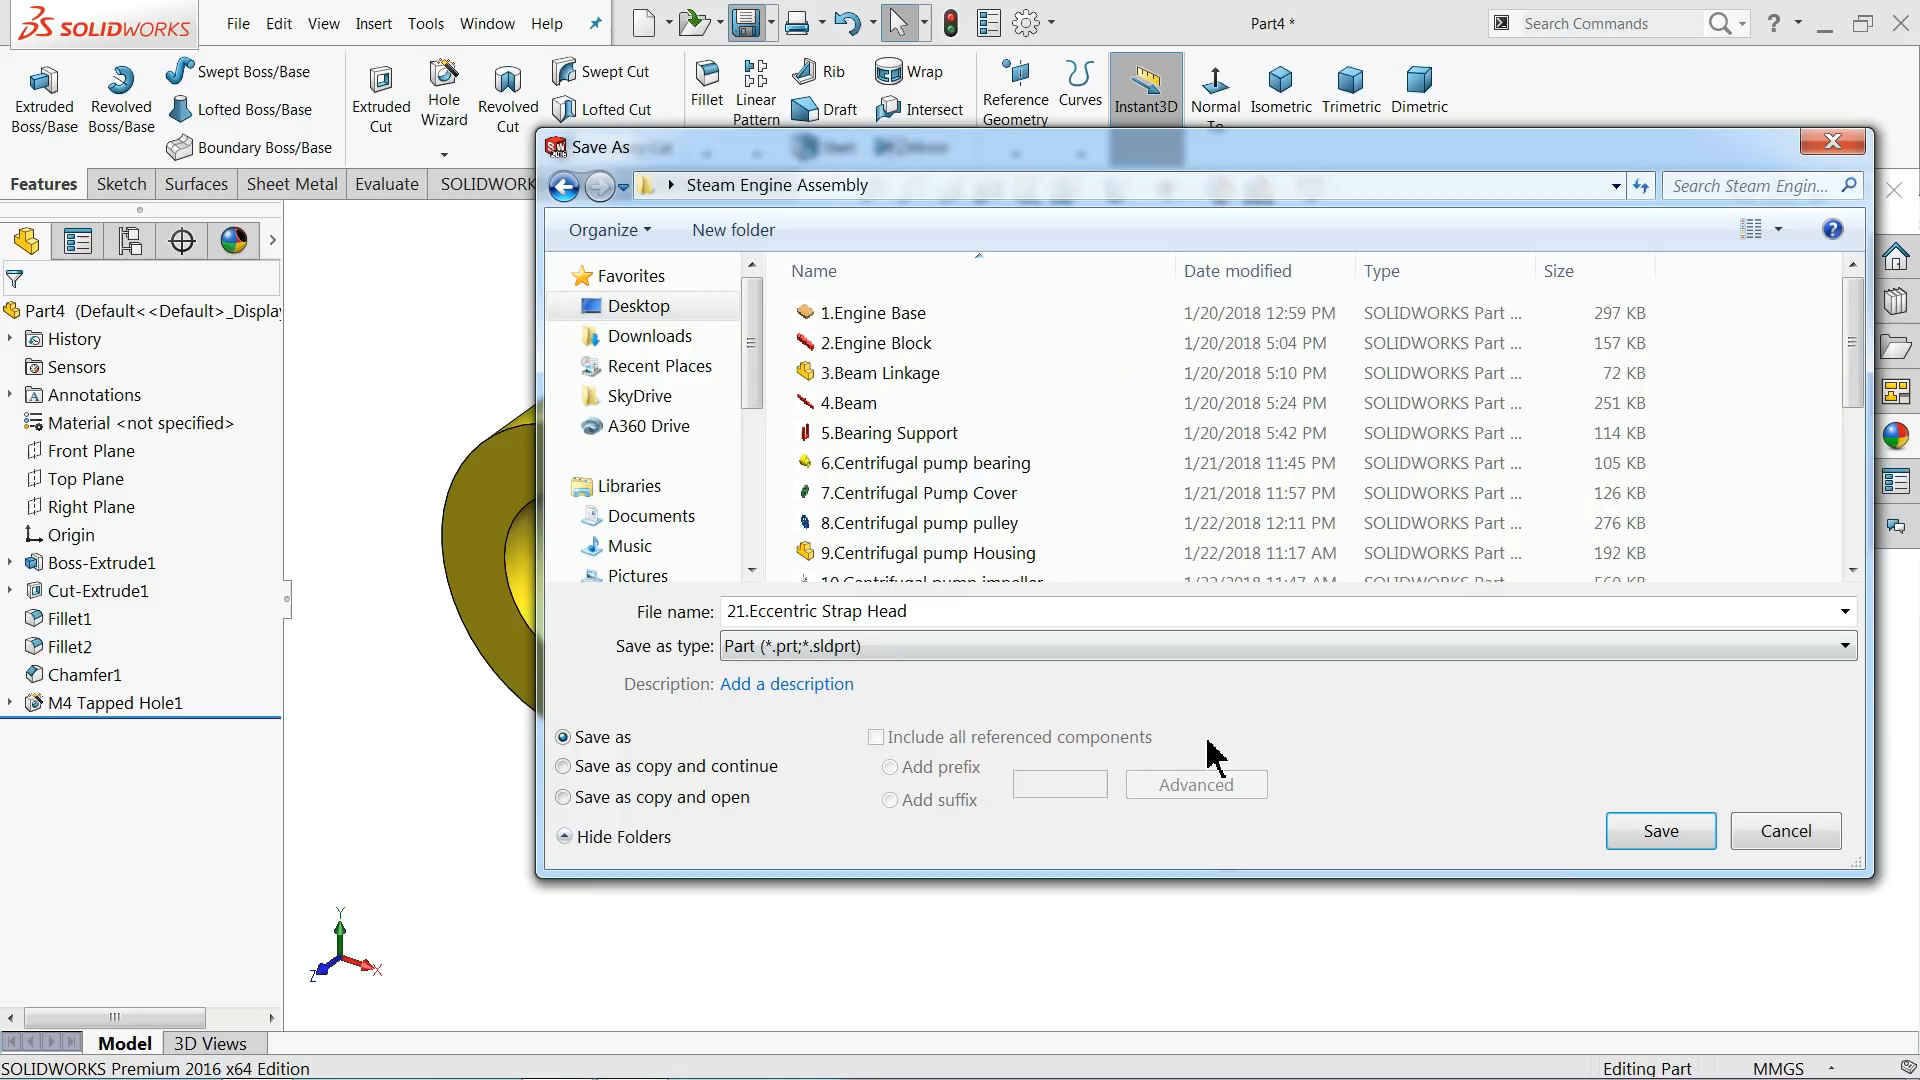 SOLIDWORKS
File Edit View Insert Tools Window Help
Part4 *
Search Commands
Extruded Boss/Base
Revolved Boss/Base
Swept Boss/Base
Lofted Boss/Base
Boundary Boss/Base
Extruded Cut
Hole Wizard
Revolved Cut
Swept Cut
Lofted Cut
Fillet
Linear Pattern
Rib
Draft
Wrap
Intersect
Reference Geometry
Curves
Instant3D
Normal To
Isometric
Trimetric
Dimetric
Features Sketch Surfaces Sheet Metal Evaluate SOLIDWORK
Part4 (Default<<Default>_Displa
History
Sensors
Annotations
Material <not specified>
Front Plane
Top Plane
Right Plane
Origin
Boss-Extrude1
Cut-Extrude1
Fillet1
Fillet2
Chamfer1
M4 Tapped Hole1
Save As
Steam Engine Assembly
Search Steam Engin...
Organize New folder
Favorites
Desktop
Downloads
Recent Places
SkyDrive
A360 Drive
Libraries
Documents
Music
Pictures
Name Date modified Type Size
1.Engine Base 1/20/2018 12:59 PM SOLIDWORKS Part ... 297 KB
2.Engine Block 1/20/2018 5:04 PM SOLIDWORKS Part ... 157 KB
3.Beam Linkage 1/20/2018 5:10 PM SOLIDWORKS Part ... 72 KB
4.Beam 1/20/2018 5:24 PM SOLIDWORKS Part ... 251 KB
5.Bearing Support 1/20/2018 5:42 PM SOLIDWORKS Part ... 114 KB
6.Centrifugal pump bearing 1/21/2018 11:45 PM SOLIDWORKS Part ... 105 KB
7.Centrifugal Pump Cover 1/21/2018 11:57 PM SOLIDWORKS Part ... 126 KB
8.Centrifugal pump pulley 1/22/2018 12:11 PM SOLIDWORKS Part ... 276 KB
9.Centrifugal pump Housing 1/22/2018 11:17 AM SOLIDWORKS Part ... 192 KB
10.Centrifugal pump impeller 1/22/2018 11:47 AM SOLIDWORKS Part ... 560 KB
File name: 21.Eccentric Strap Head
Save as type: Part (*.prt;*.sldprt)
Description: Add a description
Save as
Save as copy and continue
Save as copy and open
Include all referenced components
Add prefix
Add suffix
Advanced
Hide Folders
Save Cancel
Y
X
Z
Model 3D Views
SOLIDWORKS Premium 2016 x64 Edition
Editing Part MMGS